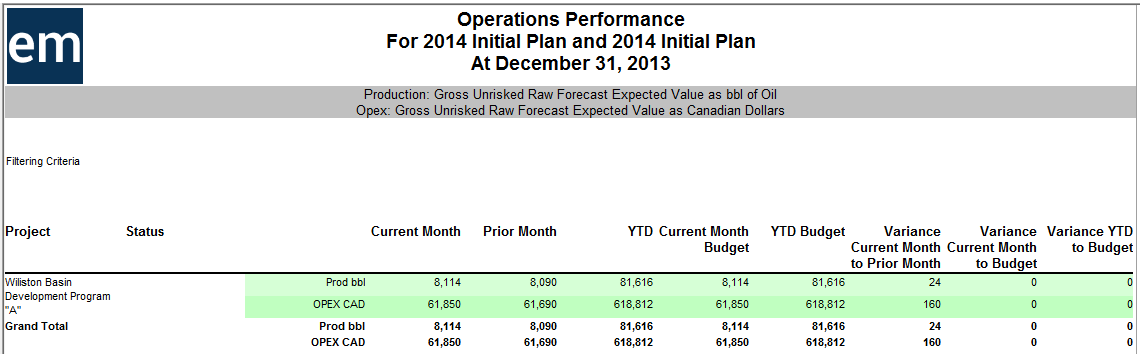 em
Operations Performance
For 2014 Initial Plan and 2014 Initial Plan
At December 31, 2013
Production: Gross Unrisked Raw Forecast Expected Value as bbl of Oil
Opex: Gross Unrisked Raw Forecast Expected Value as Canadian Dollars
Filtering Criteria
Project Status Current Month Prior Month YTD Current Month YTD Budget Variance Variance Variance YTD
Budget Current Month Current Month to Budget
to Prior Month to Budget
Wiliston Basin Prod bbl 8,114 8,090 81,616 8,114 81,616 24 0 0
Development Program
"A" OPEX CAD 61,850 61,690 618,812 61,850 618,812 160 0 0
Grand Total Prod bbl 8,114 8,090 81,616 8,114 81,616 24 0 0
OPEX CAD 61,850 61,690 618,812 61,850 618,812 160 0 0